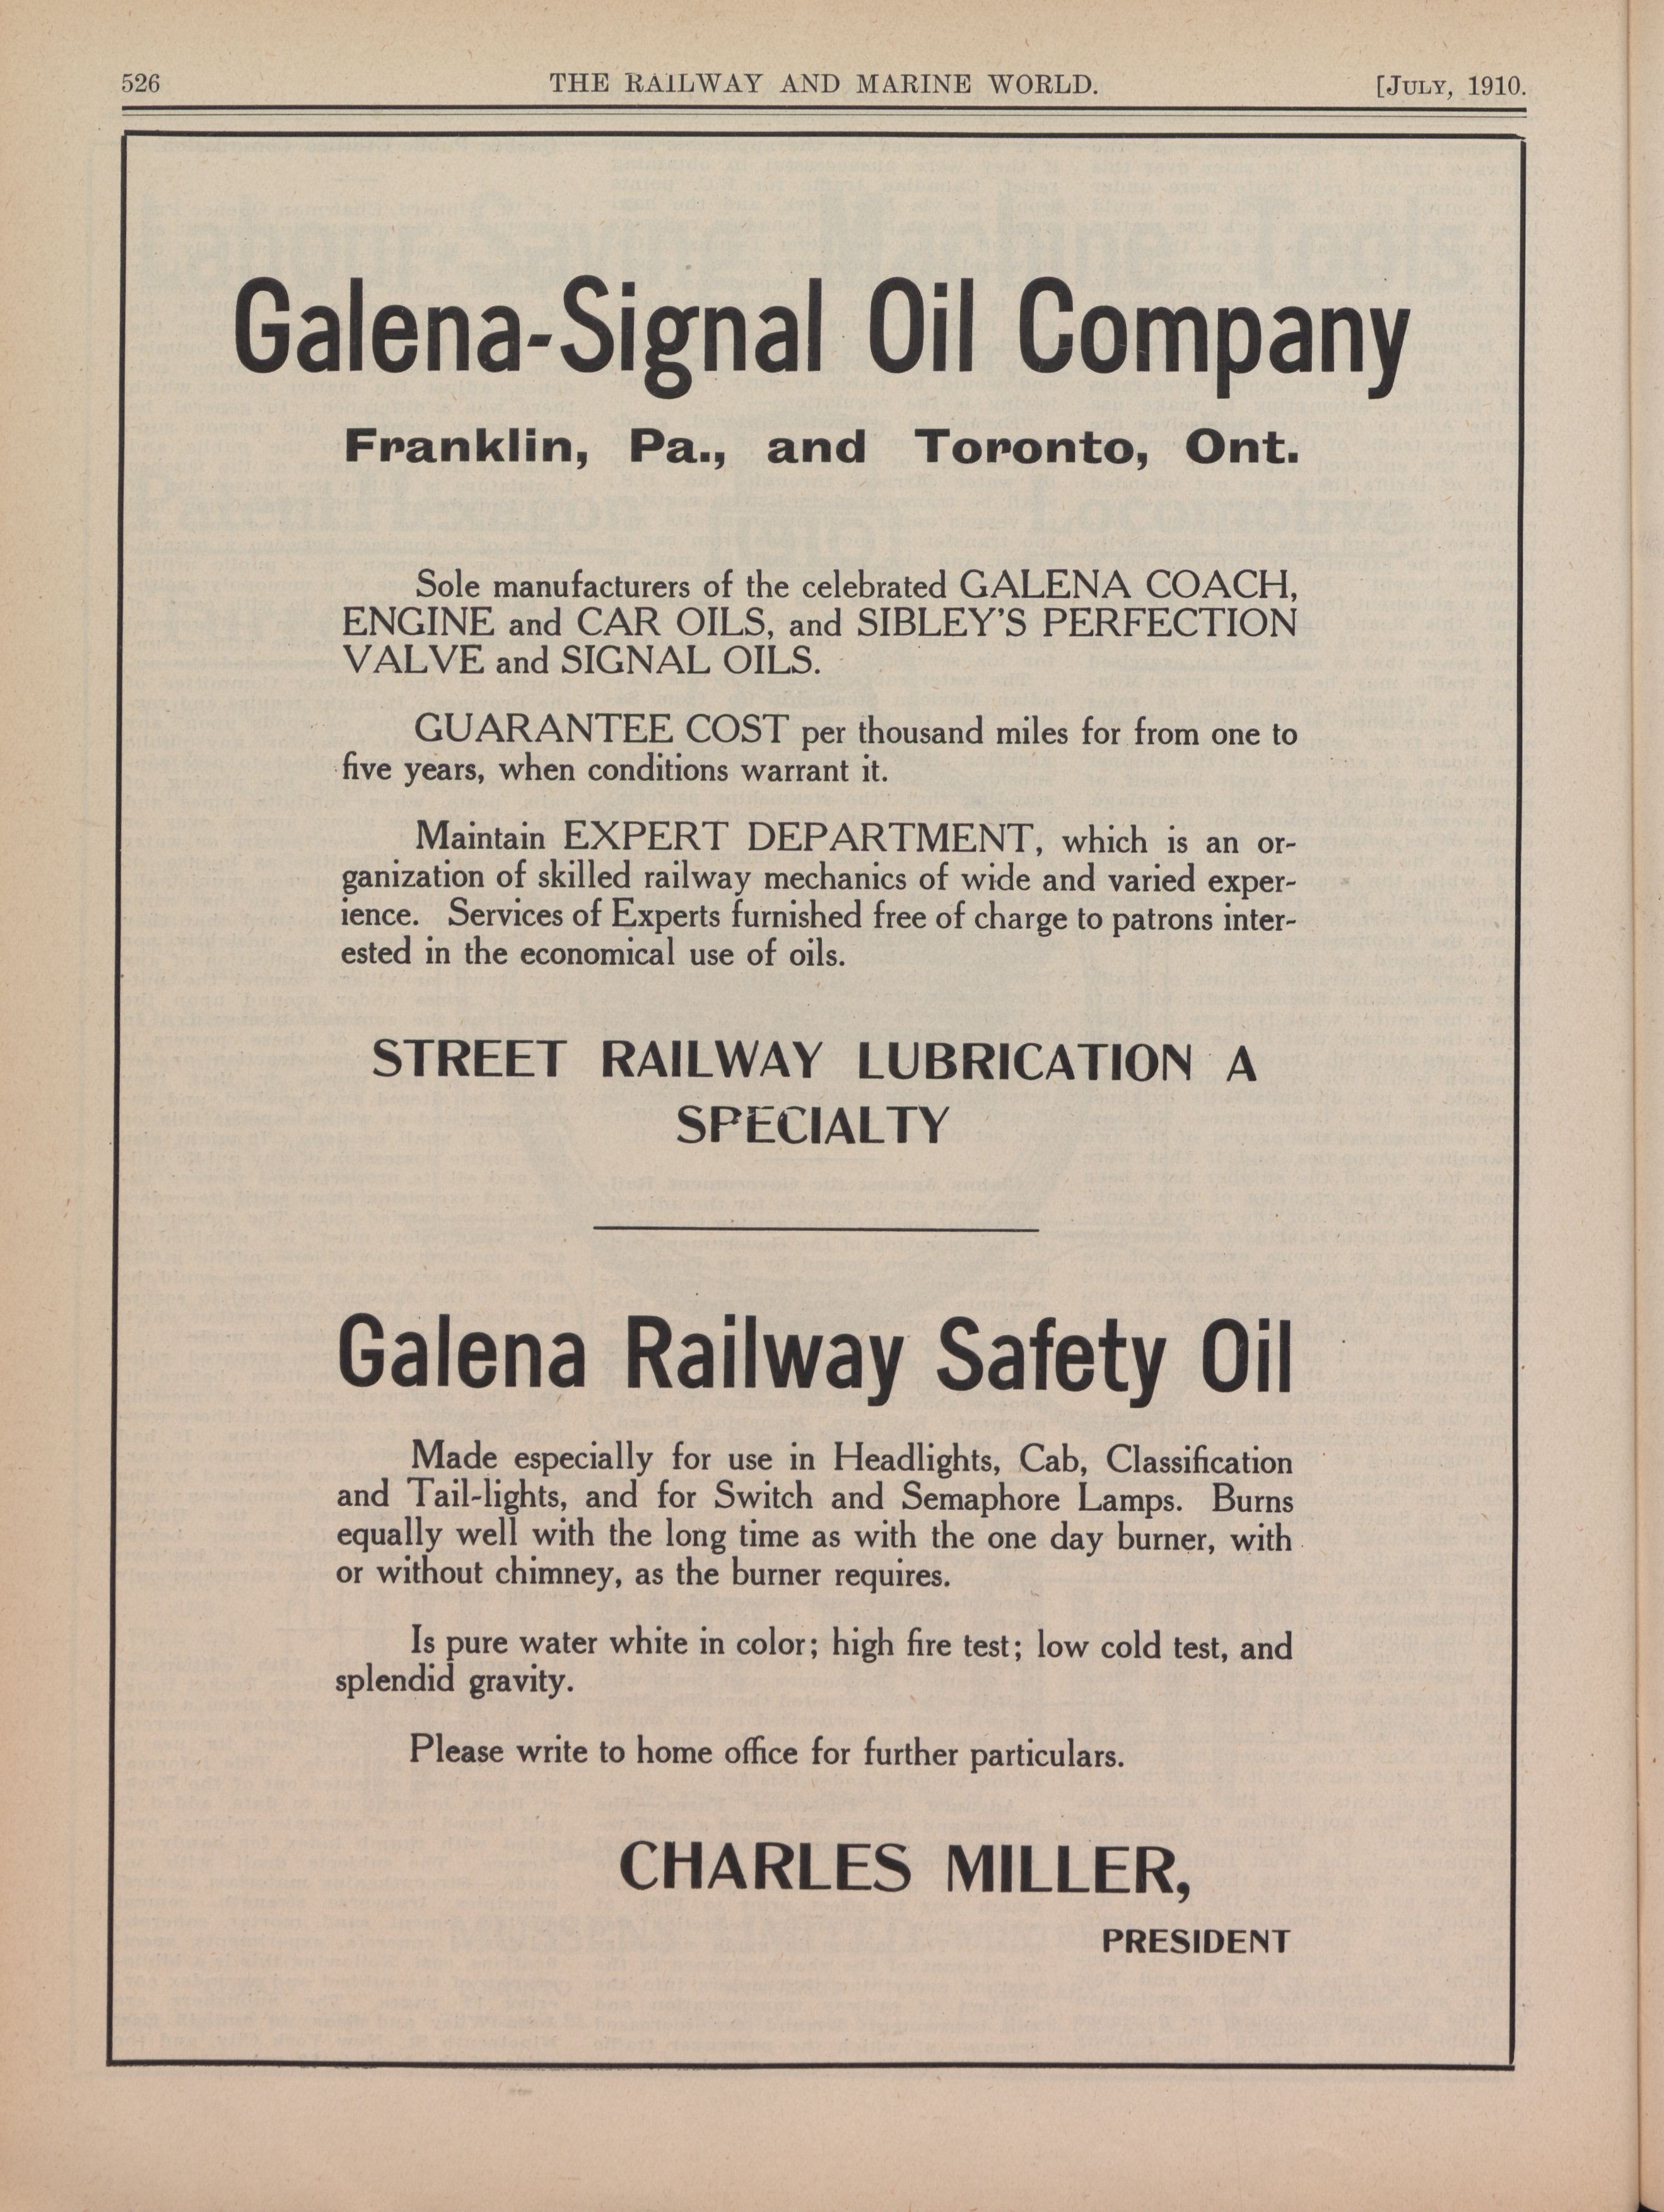 526 THE RAILWAY AND MARINE WORLD. [JULY, 1910.
Galena-Signal Oil Company
Franklin, Pa., and Toronto, Ont.
Sole manufacturers of the celebrated GALENA COACH,
ENGINE and CAR OILS, and SIBLEY'S PERFECTION
VALVE and SIGNAL OILS.
GUARANTEE COST per thousand miles for from one to
five years, when conditions warrant it.
Maintain EXPERT DEPARTMENT, which is an or-
ganization of skilled railway mechanics of wide and varied exper-
ience. Services of Experts furnished free of charge to patrons inter-
ested in the economical use of oils.
STREET RAILWAY LUBRICATION A
SPECIALTY
Galena Railway Safety Oil
Made especially for use in Headlights, Cab, Classification
and Tail-lights, and for Switch and Semaphore Lamps. Burns
equally well with the long time as with the one day burner, with
or without chimney, as the burner requires.
Is pure water white in color; high fire test; low cold test, and
splendid gravity.
Please write to home office for further particulars.
CHARLES MILLER,
PRESIDENT